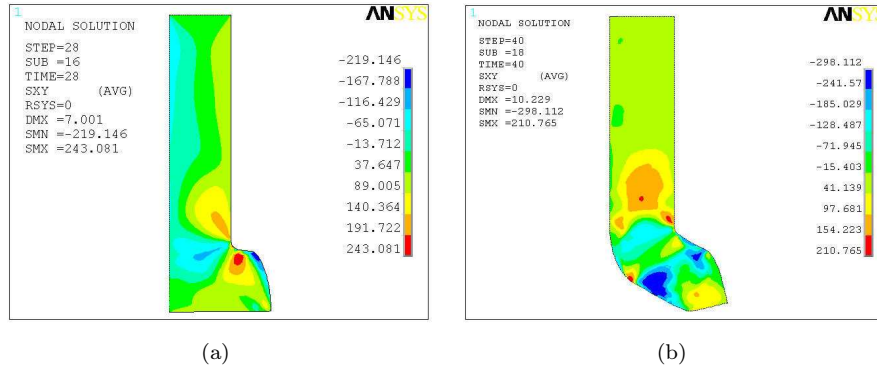 1
ANSYS
NODAL SOLUTION
STEP=28
SUB =16
TIME=28
SXY (AVG)
RSYS=0
DMX =7.001
SMN =-219.146
SMX =243.081
-219.146
-167.788
-116.429
-65.071
-13.712
37.647
89.005
140.364
191.722
243.081
(a)
1
ANSYS
NODAL SOLUTION
STEP=40
SUB =18
TIME=40
SXY (AVG)
RSYS=0
DMX =10.229
SMN =-298.112
SMX =210.765
-298.112
-241.57
-185.029
-128.487
-71.945
-15.403
41.139
97.681
154.223
210.765
(b)